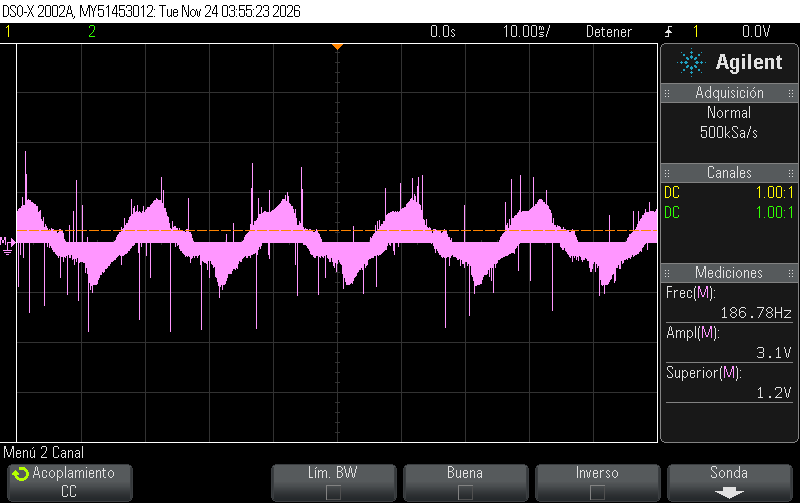 DSO-X 2002A, MY51453012: Tue Nov 24 03:55:23 2026
1 2 0.0s 10.00ms/ Detener 1 0.0V
Agilent
Adquisición
Normal
500kSa/s
Canales
DC 1.00:1
DC 1.00:1
Mediciones
Frec(M):
186.78Hz
Ampl(M):
3.1V
Superior(M):
1.2V
M
Menú 2 Canal
Acoplamiento
CC
Lím. BW
Buena
Inverso
Sonda